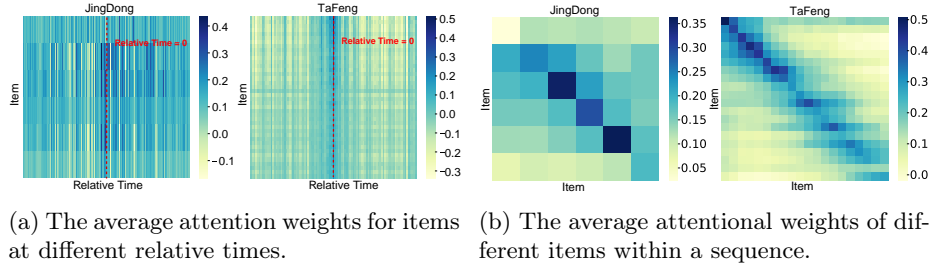 JingDong
Relative Time = 0
Item
Relative Time
0.4
0.3
0.2
0.1
0.0
−0.1
TaFeng
Relative Time = 0
Item
Relative Time
0.5
0.4
0.3
0.2
0.1
0.0
−0.1
−0.2
−0.3
JingDong
Item
Item
0.35
0.30
0.25
0.20
0.15
0.10
0.05
TaFeng
Item
Item
0.5
0.4
0.3
0.2
0.1
0.0
(a) The average attention weights for items
at different relative times.
(b) The average attentional weights of dif-
ferent items within a sequence.